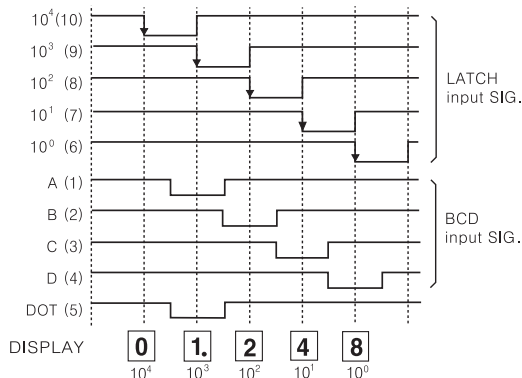 10⁴(10)
10³ (9)
10² (8)
10¹ (7)
10⁰ (6)
LATCH
input SIG.
A (1)
B (2)
C (3)
D (4)
DOT (5)
BCD
input SIG.
DISPLAY 0 1. 2 4 8
10⁴ 10³ 10² 10¹ 10⁰